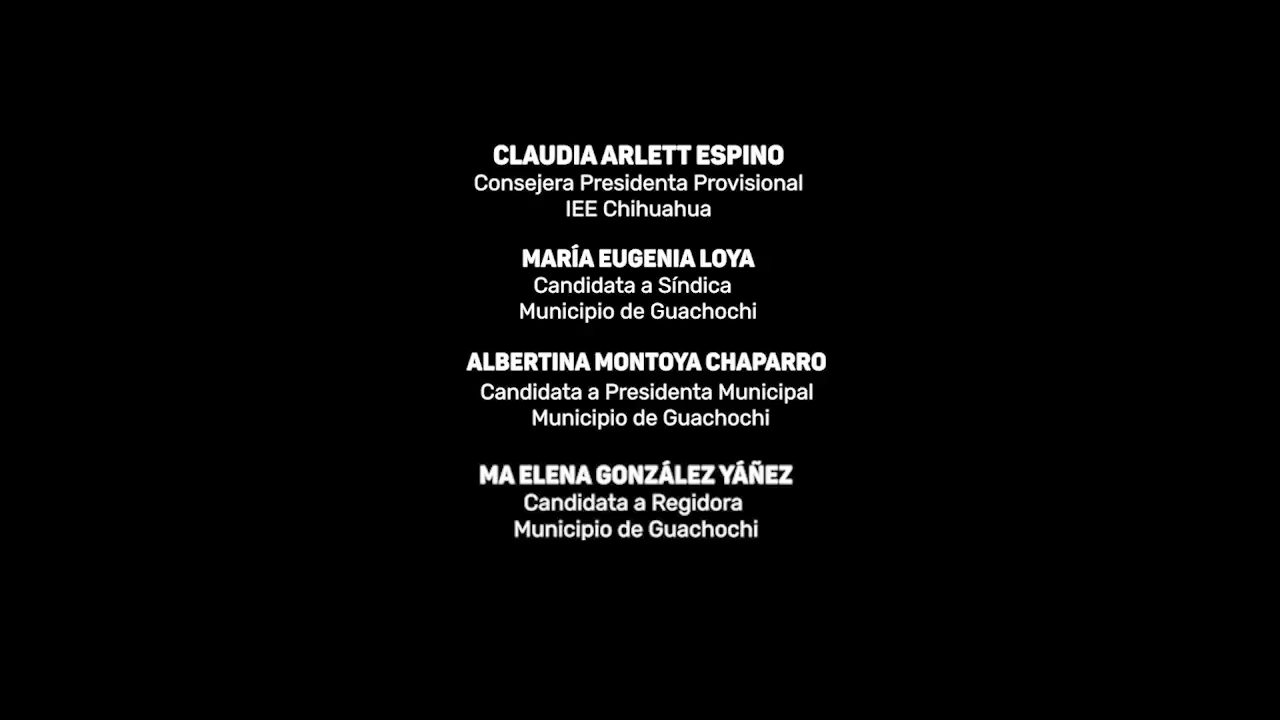 CLAUDIA ARLETT ESPINO
Consejera Presidenta Provisional
IEE Chihuahua
MARÍA EUGENIA LOYA
Candidata a Síndica
Municipio de Guachochi
ALBERTINA MONTOYA CHAPARRO
Candidata a Presidenta Municipal
Municipio de Guachochi
MA ELENA GONZÁLEZ YÁÑEZ
Candidata a Regidora
Municipio de Guachochi